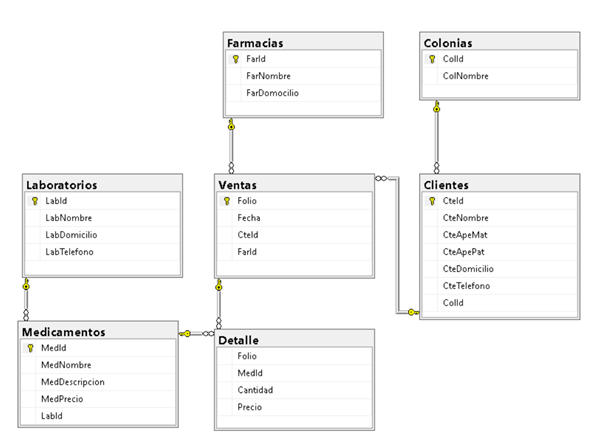 Farmacias
FarId
FarNombre
FarDomocilio
Colonias
ColId
ColNombre
Laboratorios
LabId
LabNombre
LabDomicilio
LabTelefono
Ventas
Folio
Fecha
CteId
FarId
Clientes
CteId
CteNombre
CteApeMat
CteApePat
CteDomicilio
CteTelefono
ColId
Medicamentos
MedId
MedNombre
MedDescripcion
MedPrecio
LabId
Detalle
Folio
MedId
Cantidad
Precio